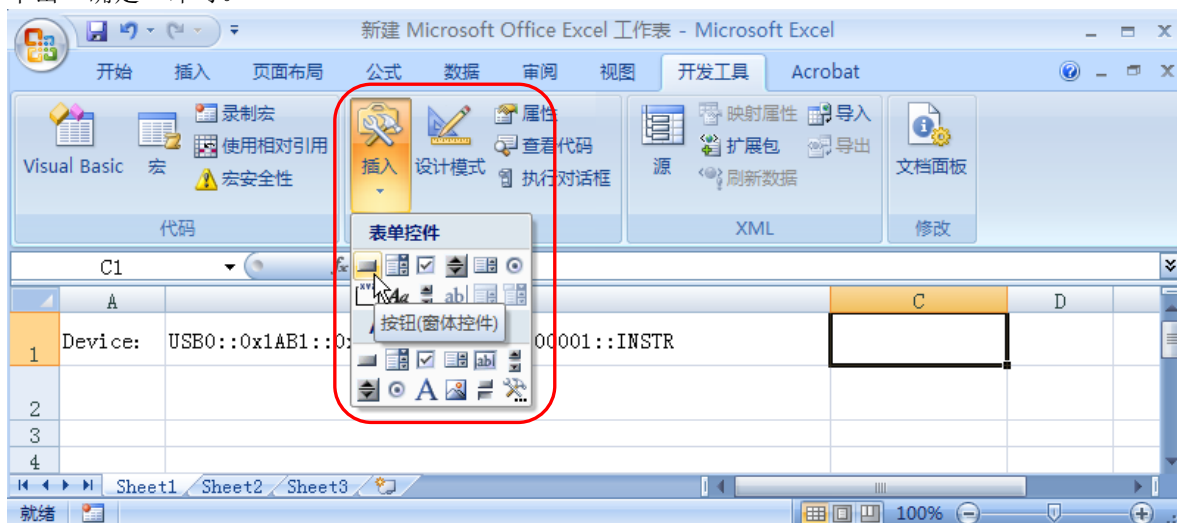 新建 Microsoft Office Excel 工作表 - Microsoft Excel
开始 插入 页面布局 公式 数据 审阅 视图 开发工具 Acrobat
Visual Basic 宏 录制宏 使用相对引用 宏安全性
插入 设计模式 属性 查看代码 执行对话框
源 映射属性 扩展包 刷新数据 导入 导出
文档面板
代码 XML 修改
表单控件
C1 fx
Aa ab
按钮(窗体控件)
ab A
A C D
1 Device: USB0::0x1AB1::0 00001::INSTR
2
3
4
Sheet1 Sheet2 Sheet3
就绪 100%